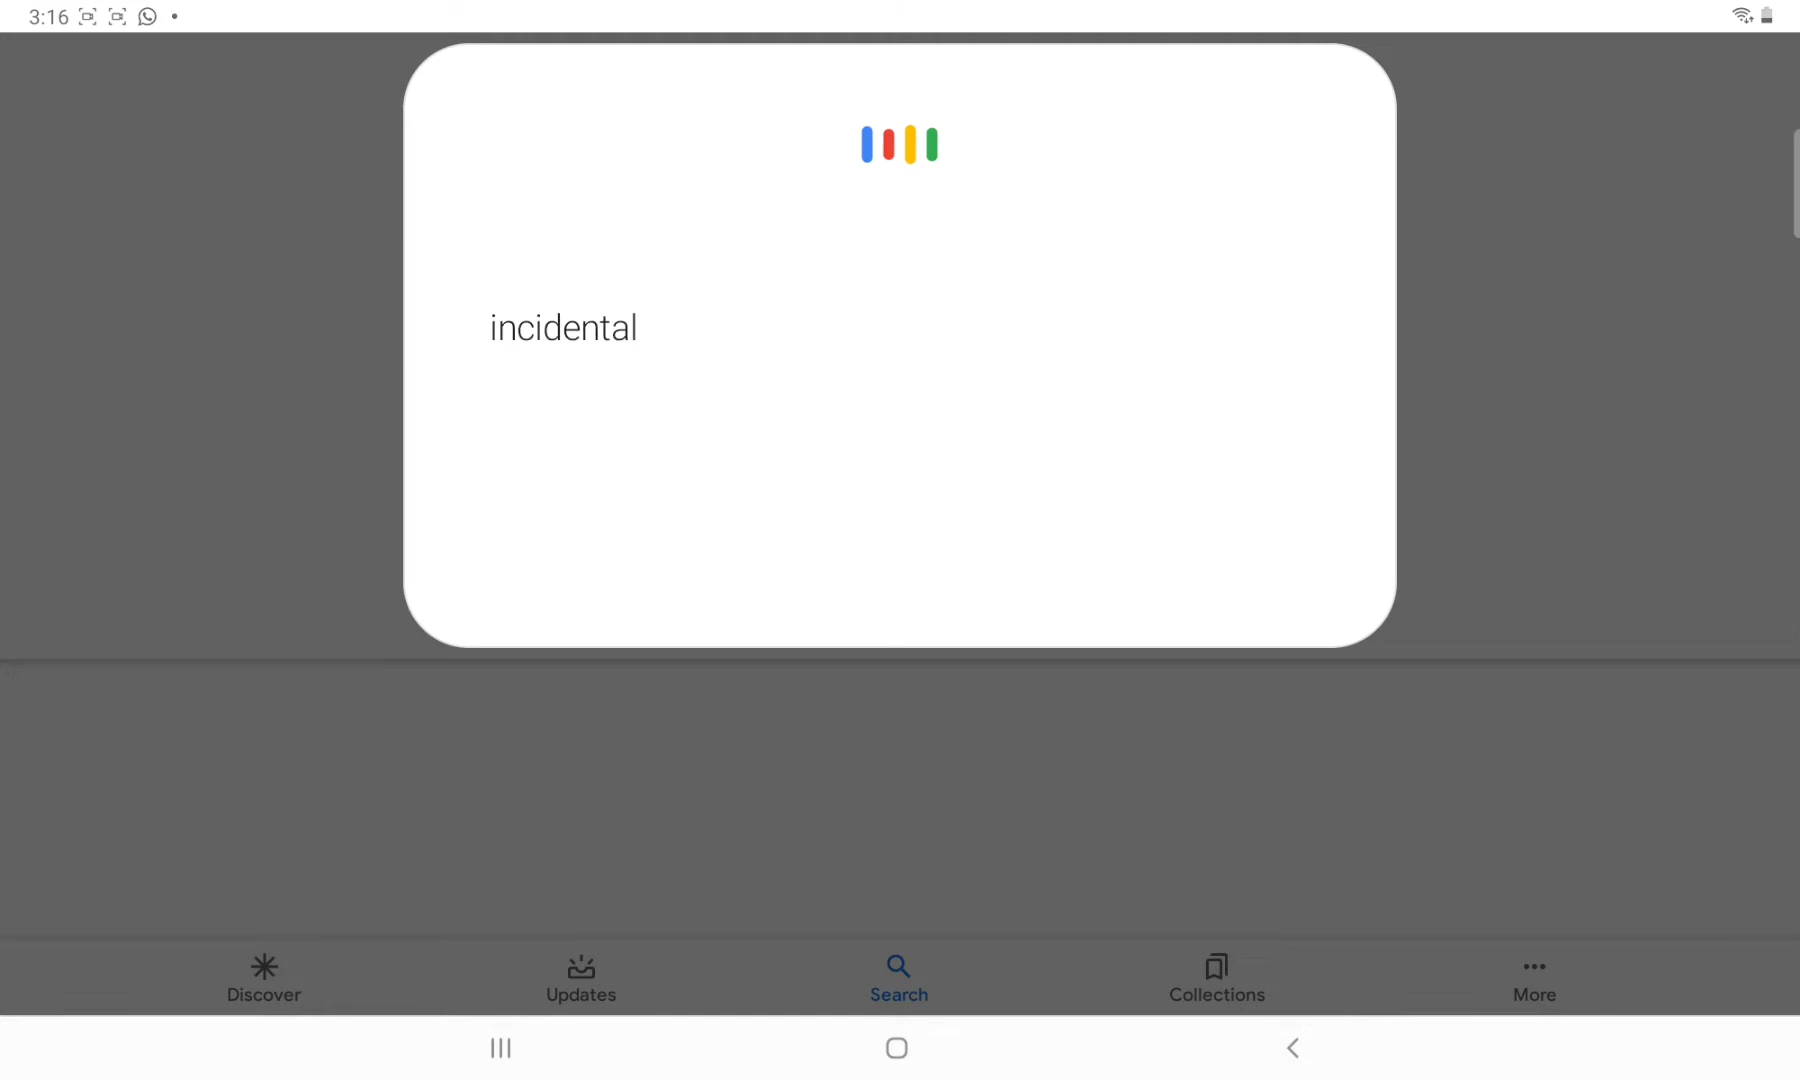 3:16
incidental
Discover
Updates
Search
Collections
More